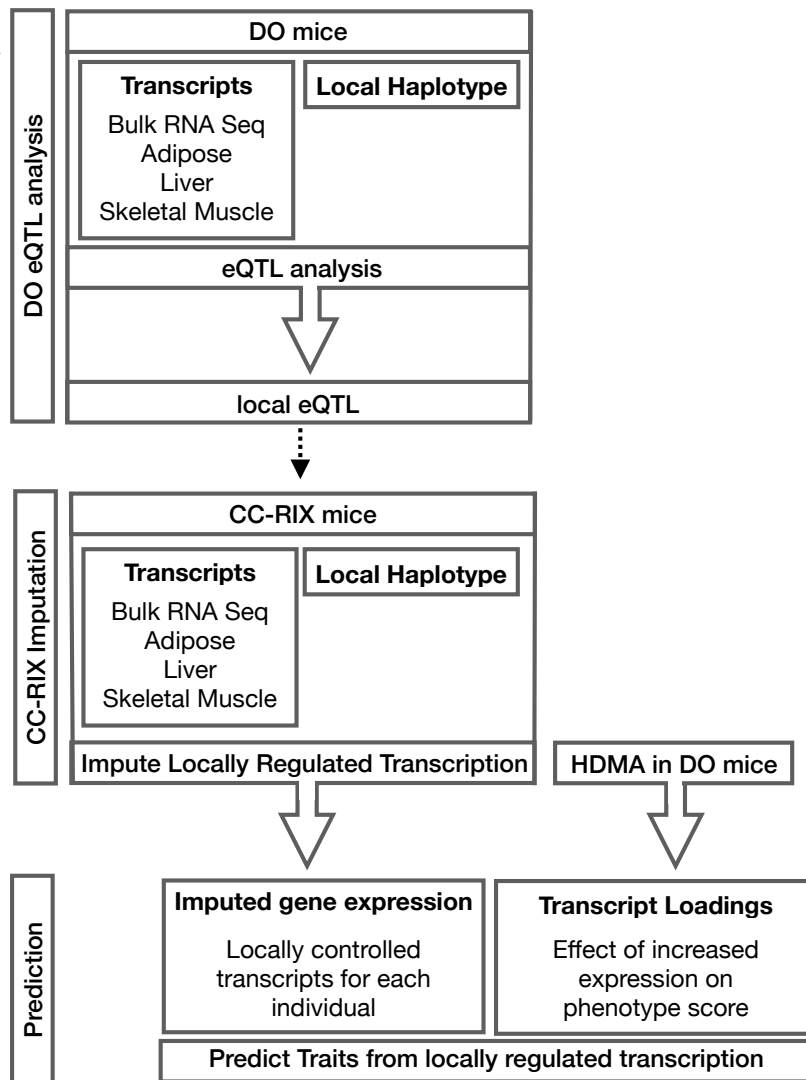 DO eQTL analysis
DO mice
Transcripts
Bulk RNA Seq
Adipose
Liver
Skeletal Muscle
Local Haplotype
eQTL analysis
local eQTL
CC-RIX Imputation
CC-RIX mice
Transcripts
Bulk RNA Seq
Adipose
Liver
Skeletal Muscle
Local Haplotype
Impute Locally Regulated Transcription
HDMA in DO mice
Prediction
Imputed gene expression
Locally controlled
transcripts for each
individual
Transcript Loadings
Effect of increased
expression on
phenotype score
Predict Traits from locally regulated transcription